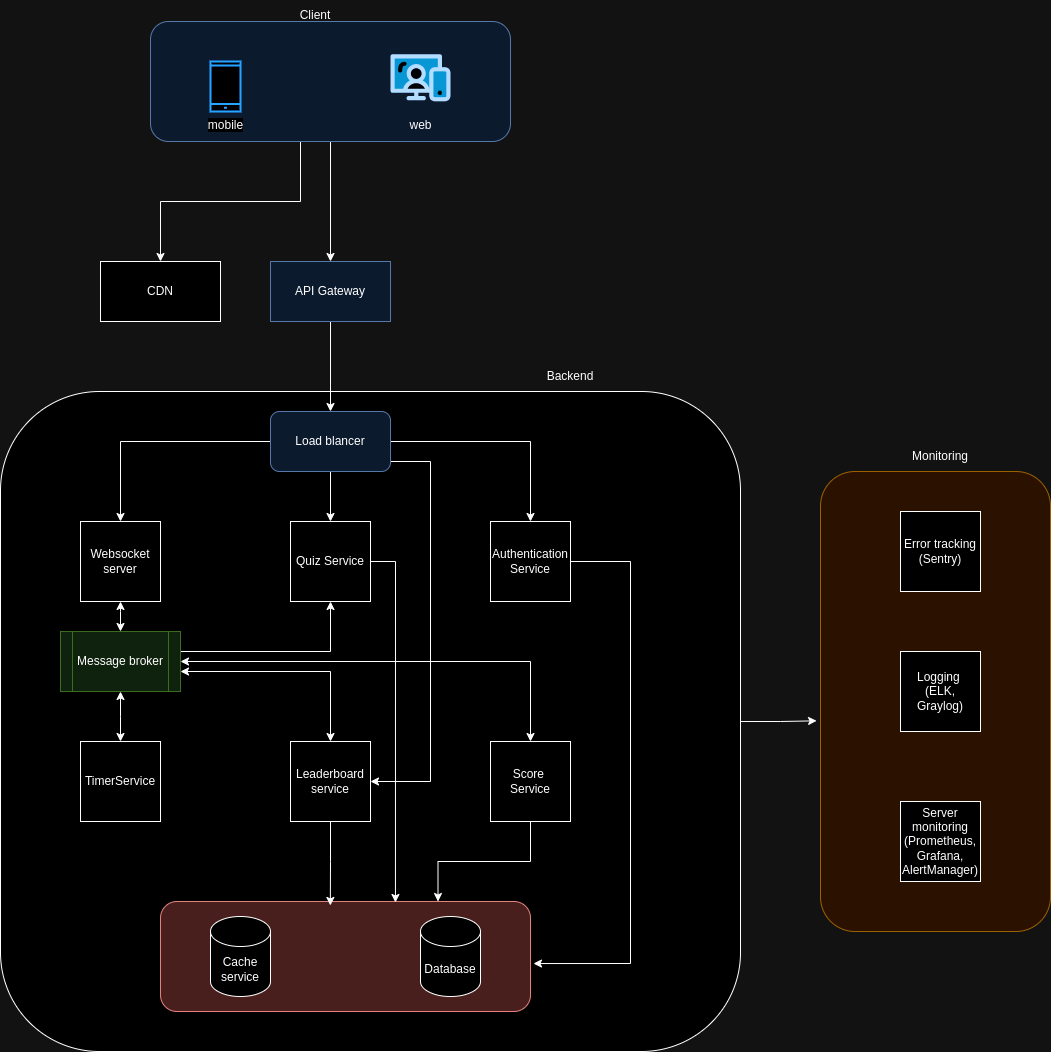 Client
mobile
web
CDN
API Gateway
Backend
Load blancer
Monitoring
Websocket
server
Quiz Service
Authentication
Service
Error tracking
(Sentry)
Message broker
Logging
(ELK,
Graylog)
TimerService
Leaderboard
service
Score
Service
Server
monitoring
(Prometheus,
Grafana,
AlertManager)
Cache
service
Database